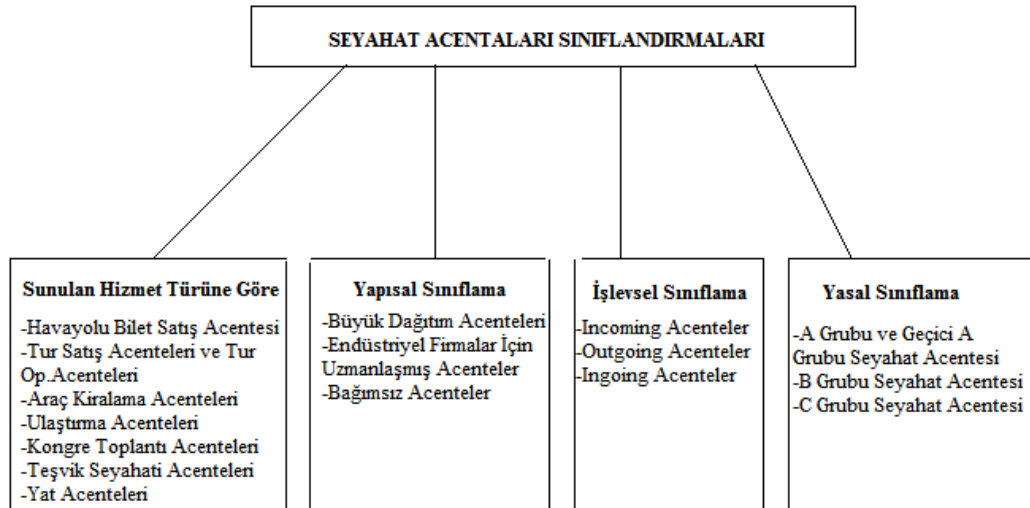 SEYAHAT ACENTALARI SINIFLANDIRMALARI
Sunulan Hizmet Türüne Göre
-Havayolu Bilet Satış Acentesi
-Tur Satış Acenteleri ve Tur
Op.Acenteleri
-Araç Kiralama Acenteleri
-Ulaştırma Acenteleri
-Kongre Toplantı Acenteleri
-Teşvik Seyahati Acenteleri
-Yat Acenteleri
Yapısal Sınıflama
-Büyük Dağıtım Acenteleri
-Endüstriyel Firmalar İçin
Uzmanlaşmış Acenteler
-Bağımsız Acenteler
İşlevsel Sınıflama
-Incoming Acenteler
-Outgoing Acenteler
-Ingoing Acenteler
Yasal Sınıflama
-A Grubu ve Geçici A
Grubu Seyahat Acentesi
-B Grubu Seyahat Acentesi
-C Grubu Seyahat Acentesi